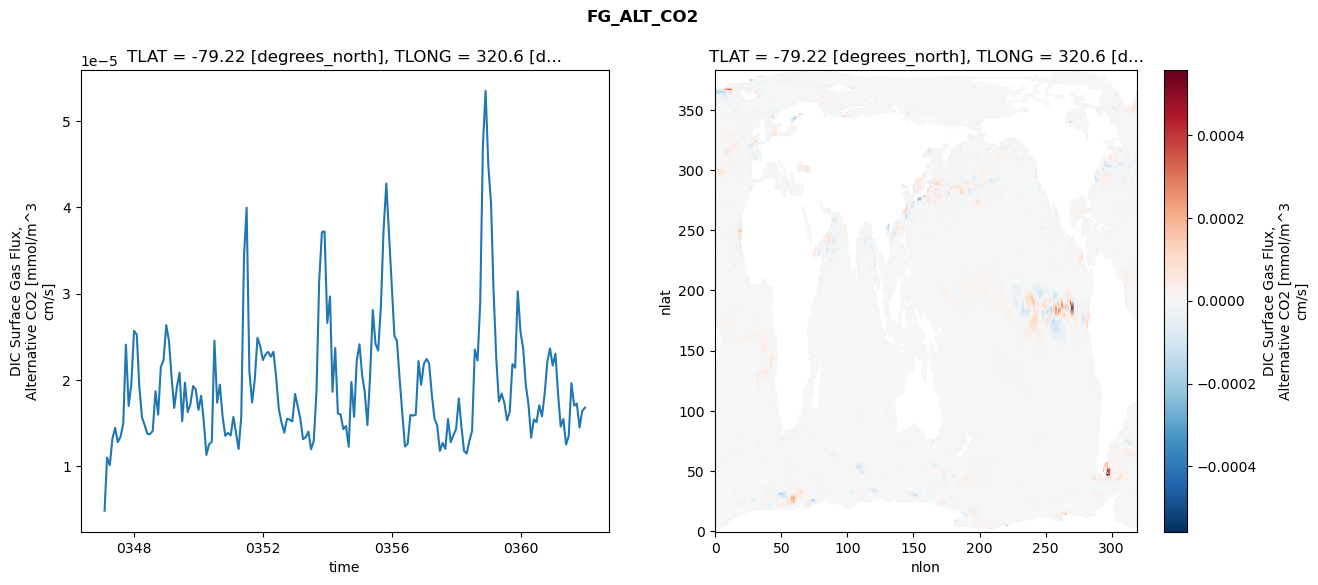 FG_ALT_CO2
TLAT = -79.22 [degrees_north], TLONG = 320.6 [d...
1e−5
5
4
3
2
1
DIC Surface Gas Flux,
Alternative CO2 [mmol/m^3
cm/s]
0348
0352
0356
0360
time
TLAT = -79.22 [degrees_north], TLONG = 320.6 [d...
350
300
250
200
150
100
50
0
nlat
0
50
100
150
200
250
300
nlon
0.0004
0.0002
0.0000
−0.0002
−0.0004
DIC Surface Gas Flux,
Alternative CO2 [mmol/m^3
cm/s]